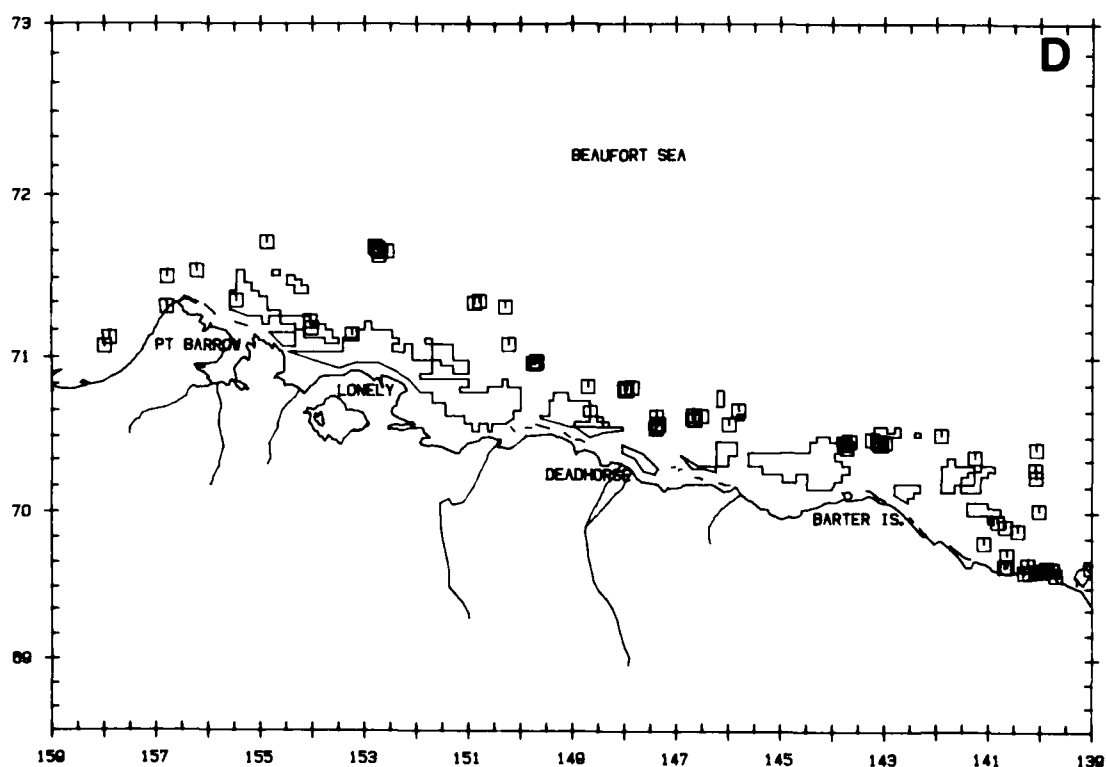 73
D
BEAUFORT SEA
72
71
PT BARROW
LONELY
DEADHORSE
70
BARTER IS.
69
159 157 155 153 151 149 147 145 143 141 139